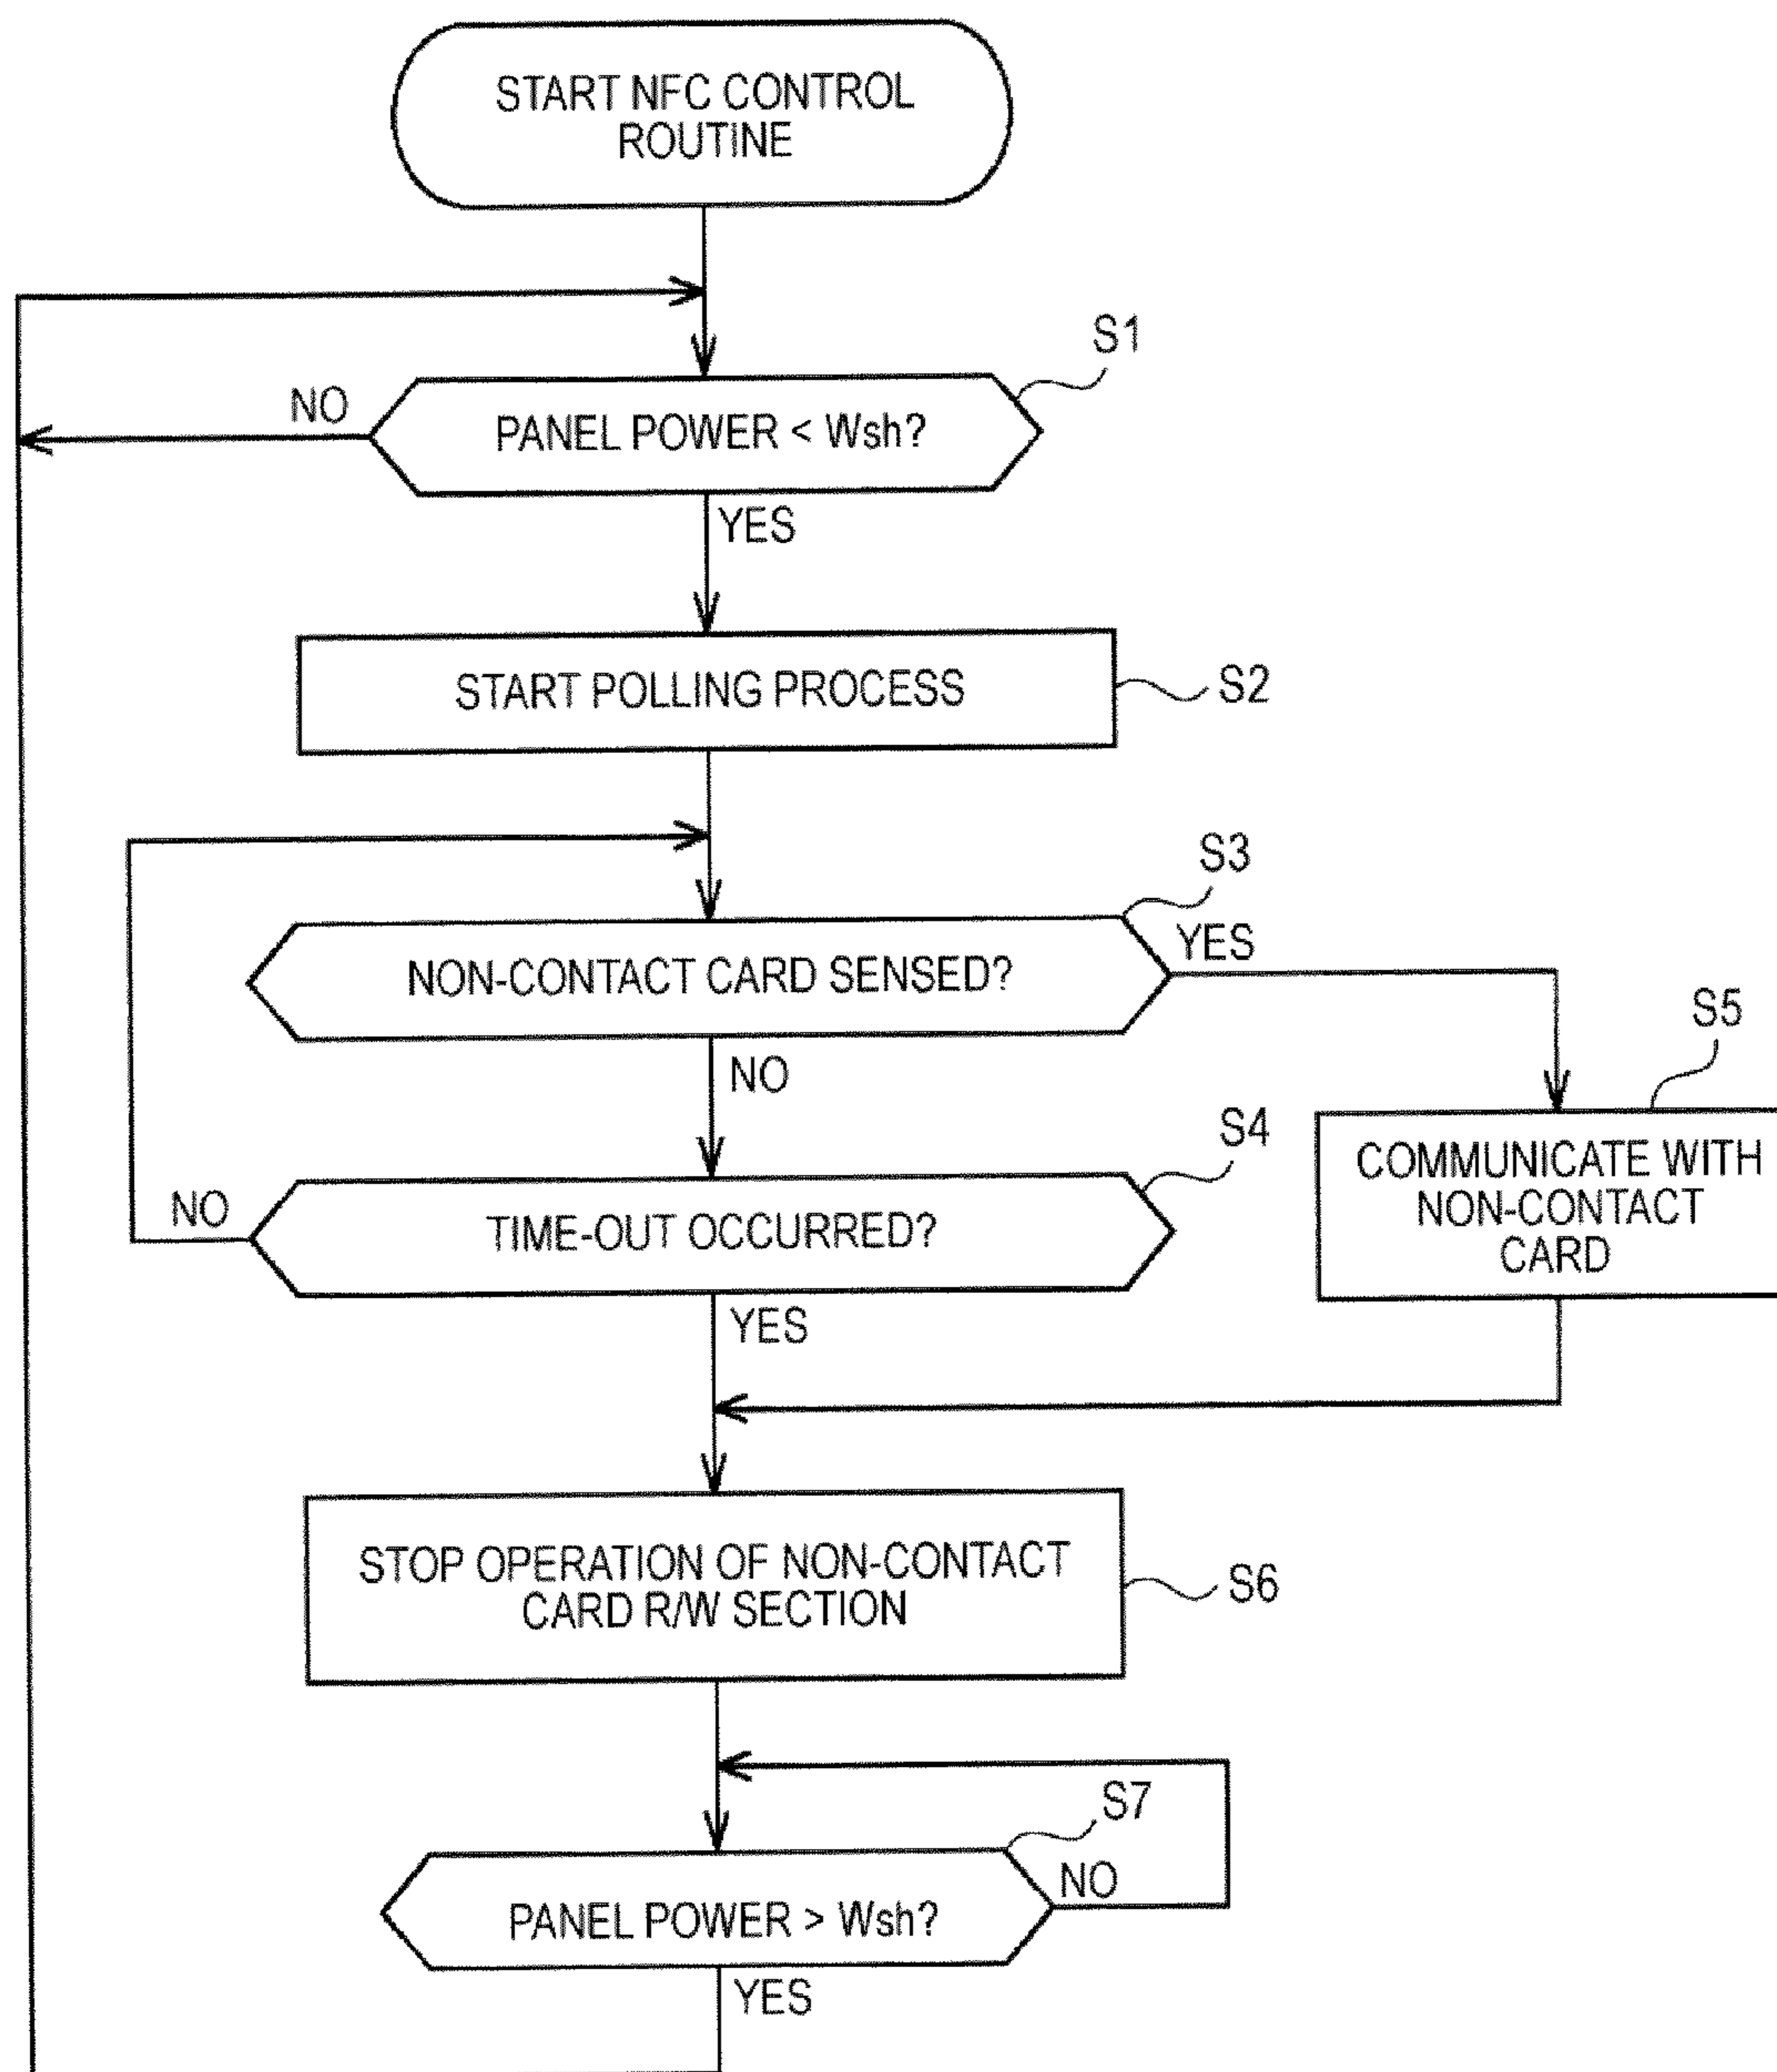 START NFC CONTROL
ROUTINE
S1
NO
PANEL POWER < Wsh?
YES
START POLLING PROCESS
S2
S3
NON-CONTACT CARD SENSED?
YES
S5
NO
S4
COMMUNICATE WITH
NON-CONTACT
CARD
NO
TIME-OUT OCCURRED?
YES
STOP OPERATION OF NON-CONTACT
CARD R/W SECTION
S6
S7
NO
PANEL POWER > Wsh?
YES